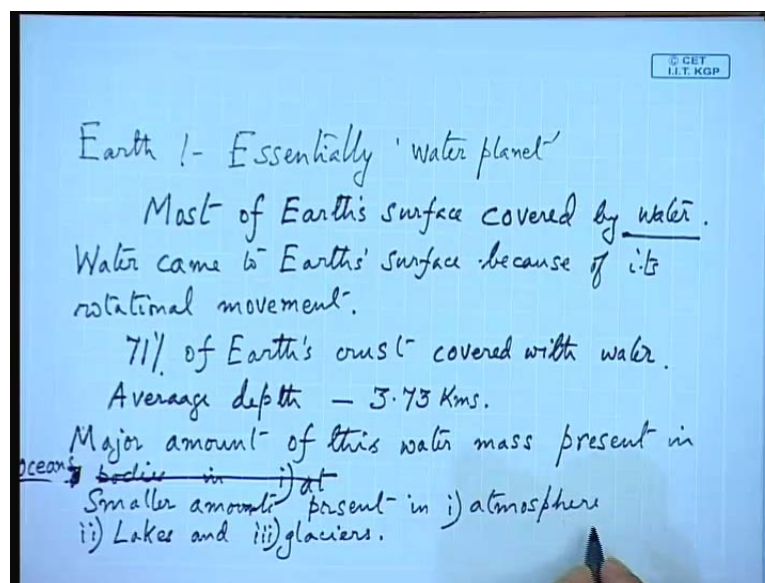 © CET
I.I.T. KGP
Earth :- Essentially 'Water planet'
Most of Earth's surface covered by water.
Water came to Earths' surface because of its
rotational movement.
71% of Earth's crust covered with water.
Averaage depth – 3.73 Kms.
Major amount of this water mass present in
oceans bodies in i) at
Smaller amounts present in i) atmosphere
ii) Lakes and iii) glaciers.